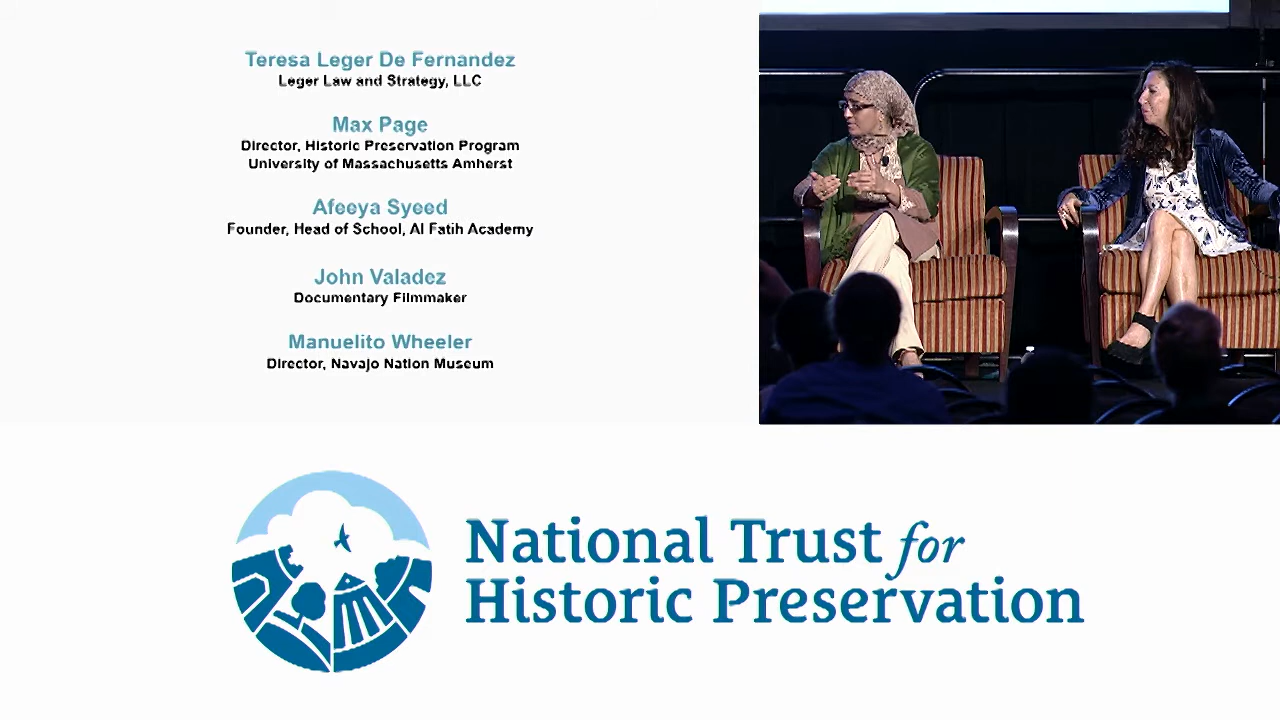 Teresa Leger De Fernandez
Leger Law and Strategy, LLC
Max Page
Director, Historic Preservation Program
University of Massachusetts Amherst
Afeeya Syeed
Founder, Head of School, Al Fatih Academy
John Valadez
Documentary Filmmaker
Manuelito Wheeler
Director, Navajo Nation Museum
National Trust for
Historic Preservation